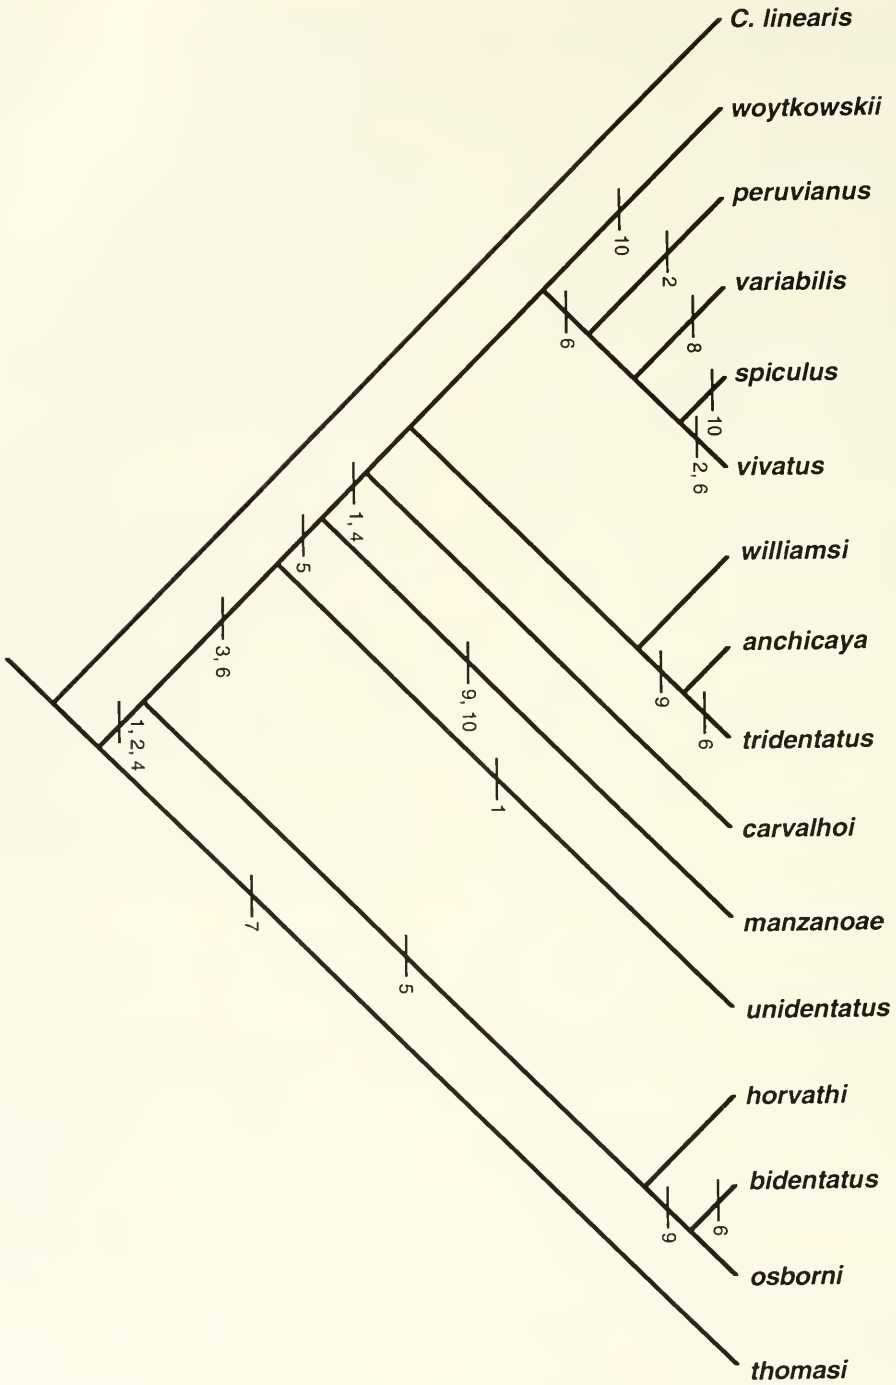 C. linearis
woytkowskii
10
peruvianus
2
variabilis
8
6
spiculus
10
vivatus
2, 6
williamsi
1, 4
5
anchicaya
9
3, 6
9, 10
tridentatus
6
1, 2, 4
1
carvalhoi
manzanoae
7
5
unidentatus
horvathi
bidentatus
6
9
osborni
thomasi